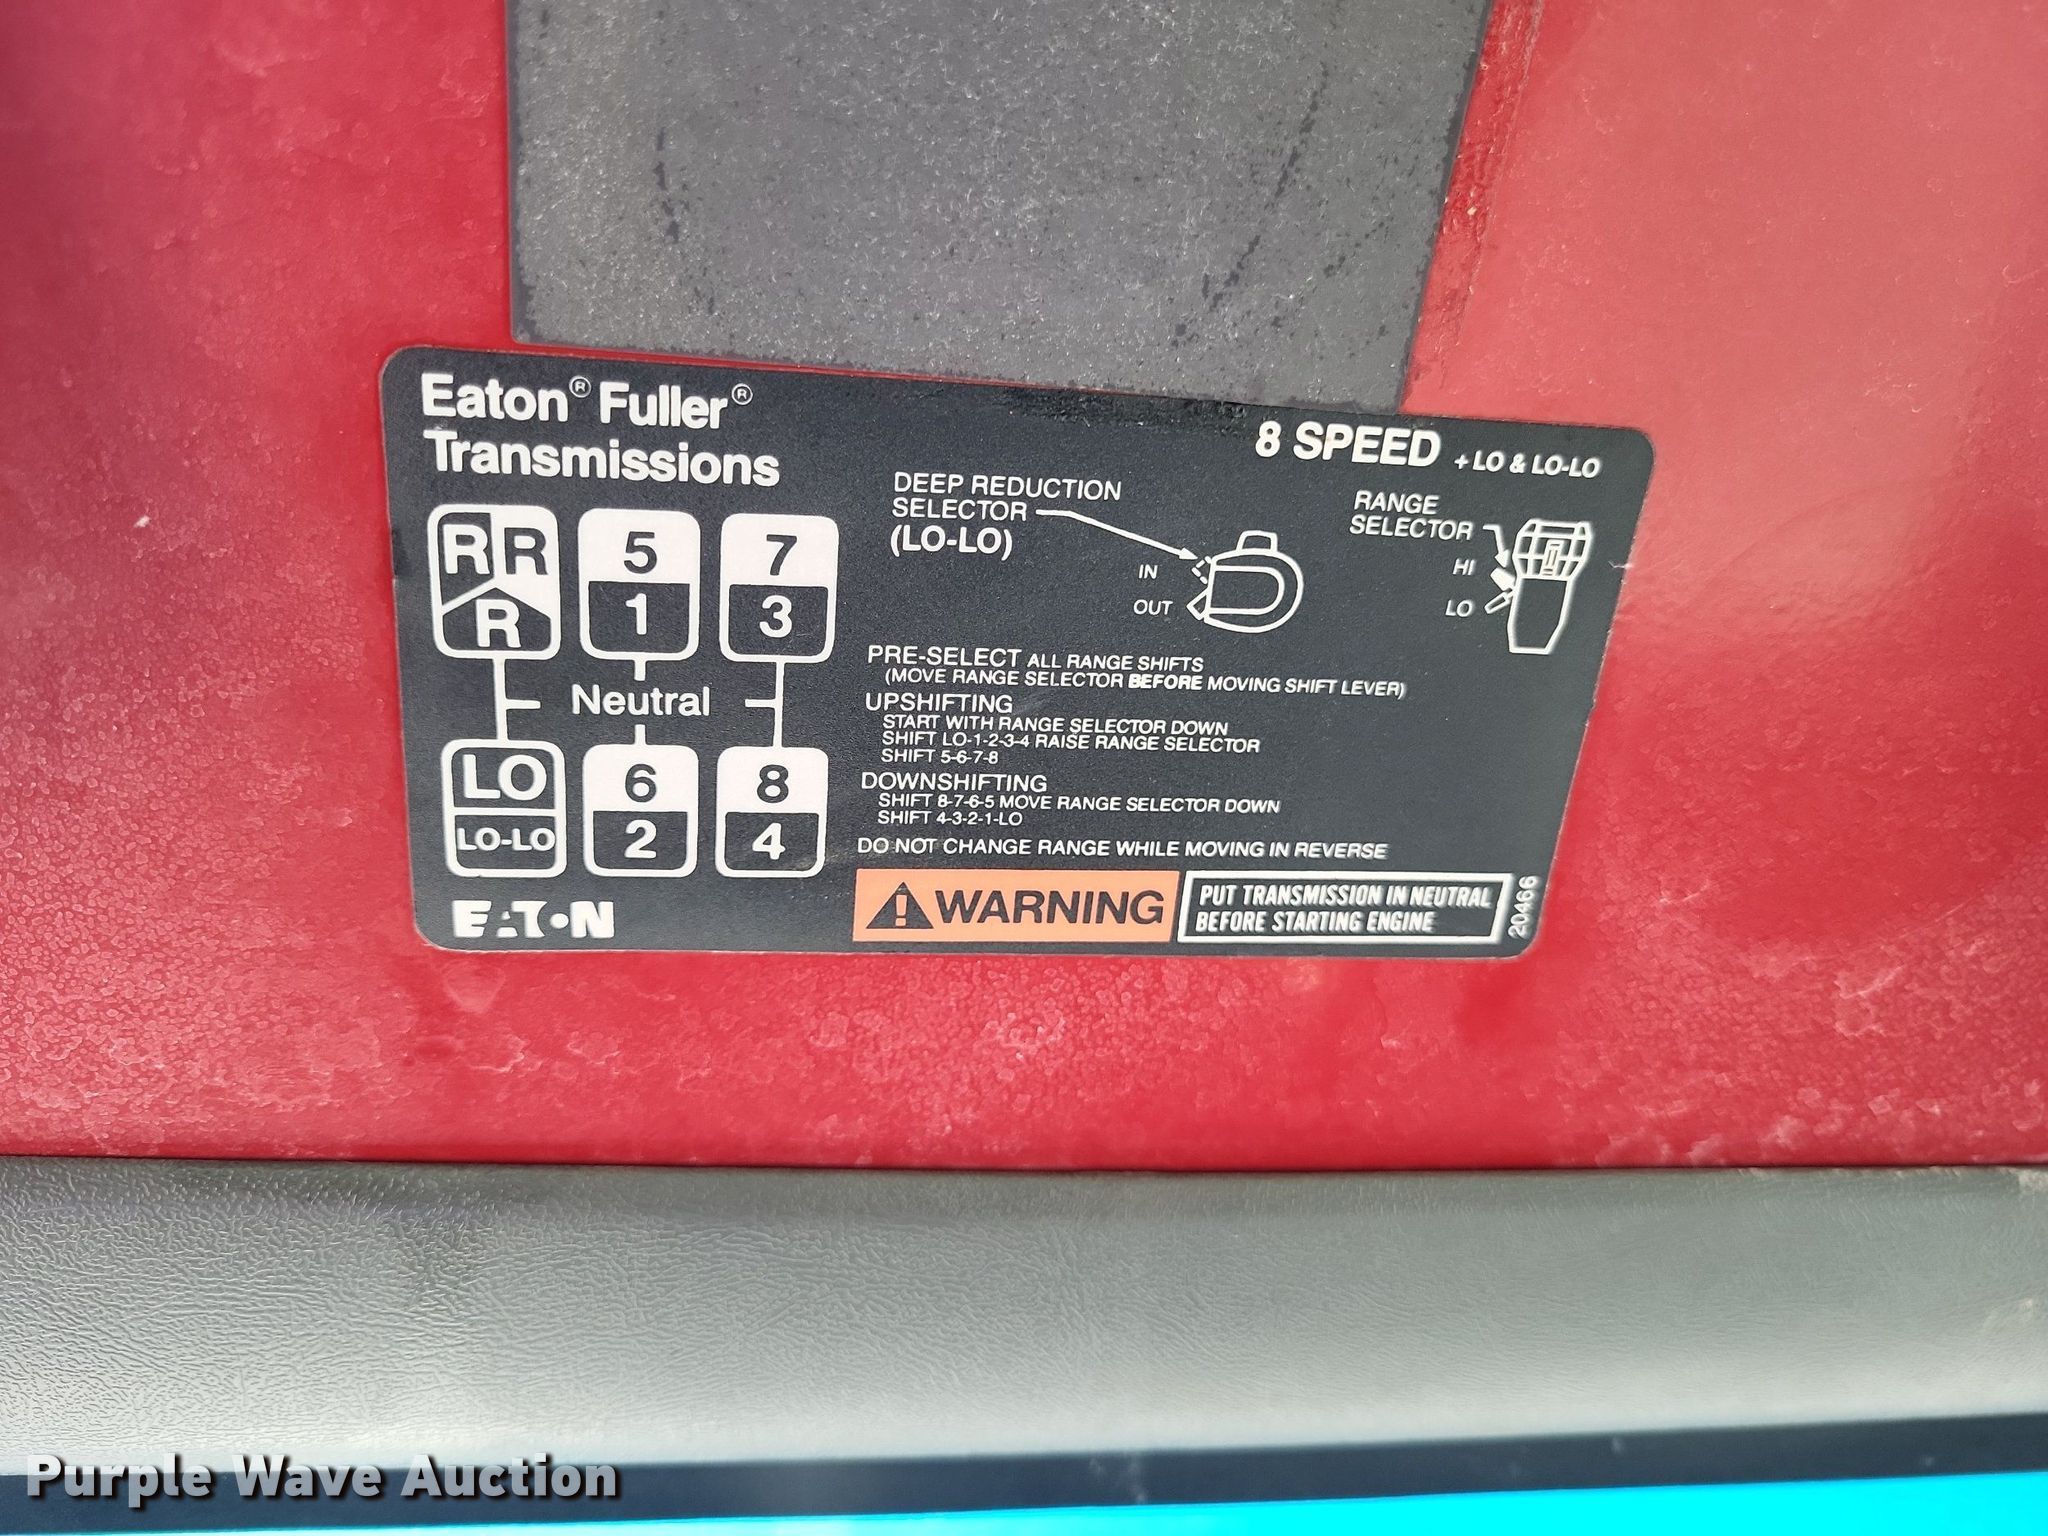 Eaton® Fuller®
Transmissions
8 SPEED + LO & LO-LO
R R
R
5
1
7
3
Neutral
LO
LO-LO
6
2
8
4
DEEP REDUCTION
SELECTOR
(LO-LO)
IN
OUT
RANGE
SELECTOR
HI
LO
PRE-SELECT ALL RANGE SHIFTS
(MOVE RANGE SELECTOR BEFORE MOVING SHIFT LEVER)
UPSHIFTING
START WITH RANGE SELECTOR DOWN
SHIFT LO-1-2-3-4 RAISE RANGE SELECTOR
SHIFT 5-6-7-8
DOWNSHIFTING
SHIFT 8-7-6-5 MOVE RANGE SELECTOR DOWN
SHIFT 4-3-2-1-LO
DO NOT CHANGE RANGE WHILE MOVING IN REVERSE
EATON
WARNING
PUT TRANSMISSION IN NEUTRAL
BEFORE STARTING ENGINE
20466
Purple Wave Auction